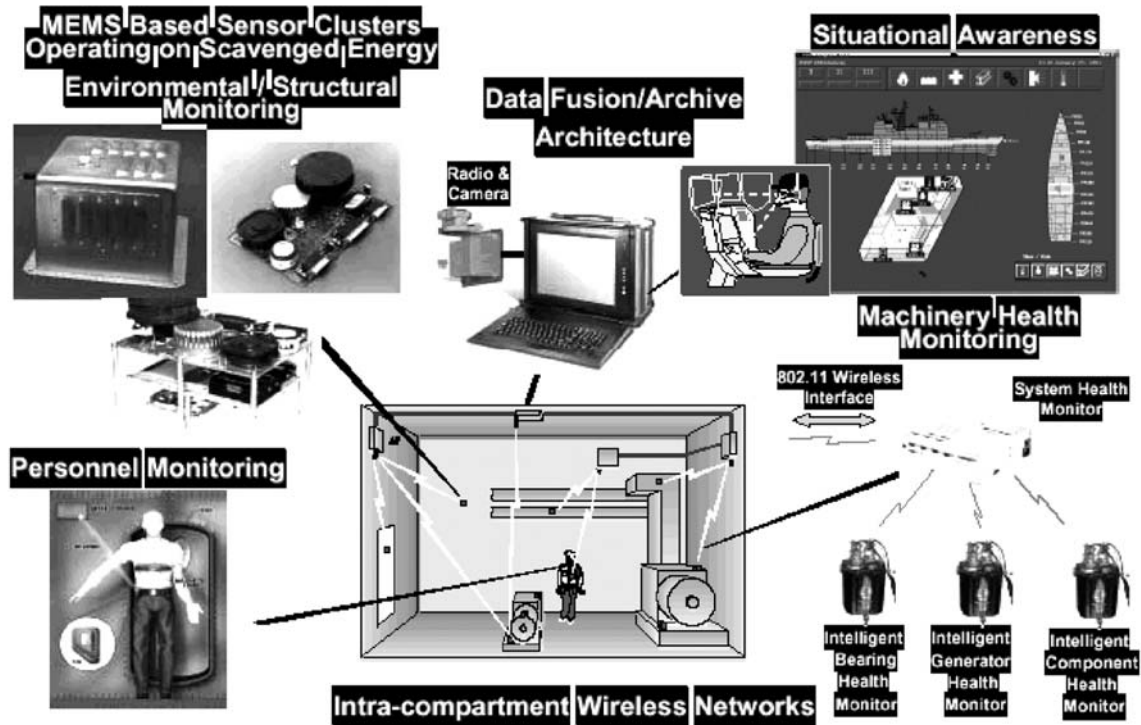 MEMS Based Sensor Clusters
Operating on Scavenged Energy
Environmental / Structural
Monitoring
Data Fusion/Archive
Architecture
Radio &
Camera
Situational Awareness
Machinery Health
Monitoring
802.11 Wireless
Interface
System Health
Monitor
Personnel Monitoring
Intelligent
Bearing
Health
Monitor
Intelligent
Generator
Health
Monitor
Intelligent
Component
Health
Monitor
Intra-compartment Wireless Networks